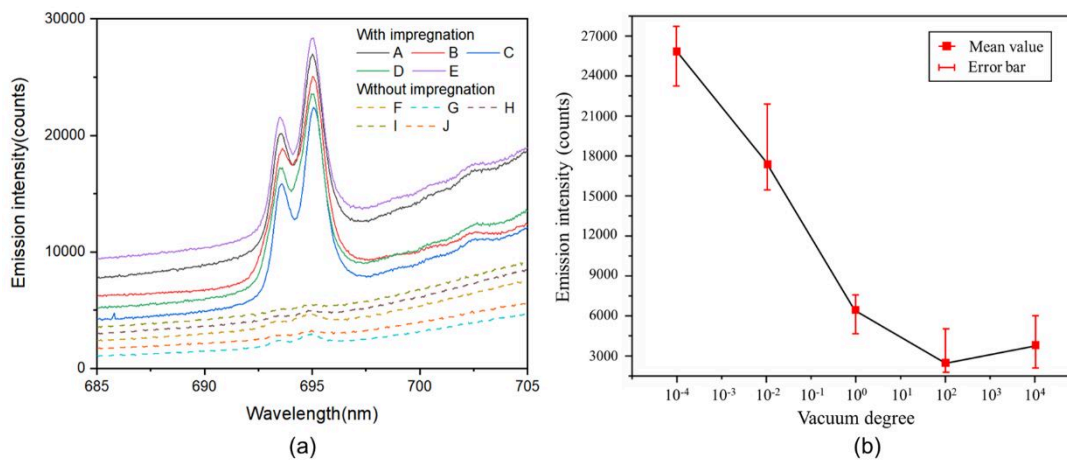 30000
20000
10000
0
Emission intensity(counts)
With impregnation
A B C
D E
Without impregnation
F G H
I J
685 690 695 700 705
Wavelength(nm)
(a)
27000
24000
18000
15000
9000
6000
3000
Emission intensity (counts)
Mean value
Error bar
10⁻⁴ 10⁻³ 10⁻² 10⁻¹ 10⁰ 10¹ 10² 10³ 10⁴
Vacuum degree
(b)